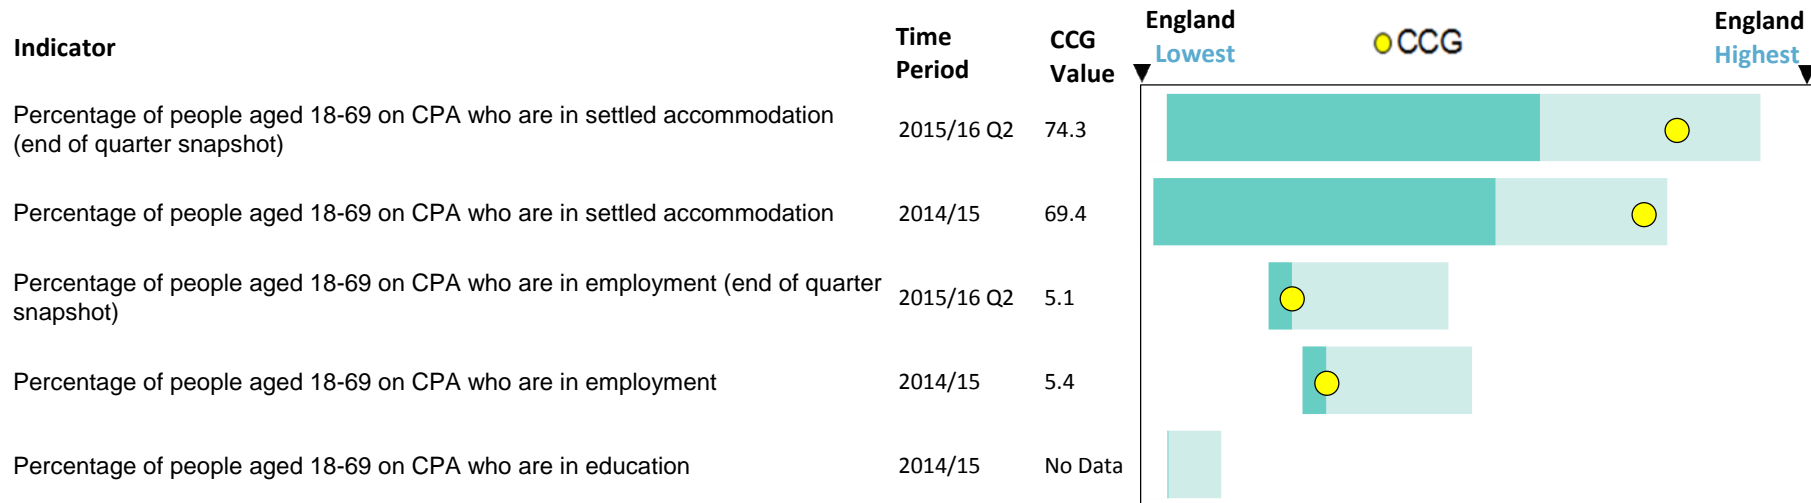 Indicator
Time
Period
CCG
Value
England
Lowest
CCG
England
Highest
Percentage of people aged 18-69 on CPA who are in settled accommodation
(end of quarter snapshot)
2015/16 Q2
74.3
Percentage of people aged 18-69 on CPA who are in settled accommodation
2014/15
69.4
Percentage of people aged 18-69 on CPA who are in employment (end of quarter
snapshot)
2015/16 Q2
5.1
Percentage of people aged 18-69 on CPA who are in employment
2014/15
5.4
Percentage of people aged 18-69 on CPA who are in education
2014/15
No Data